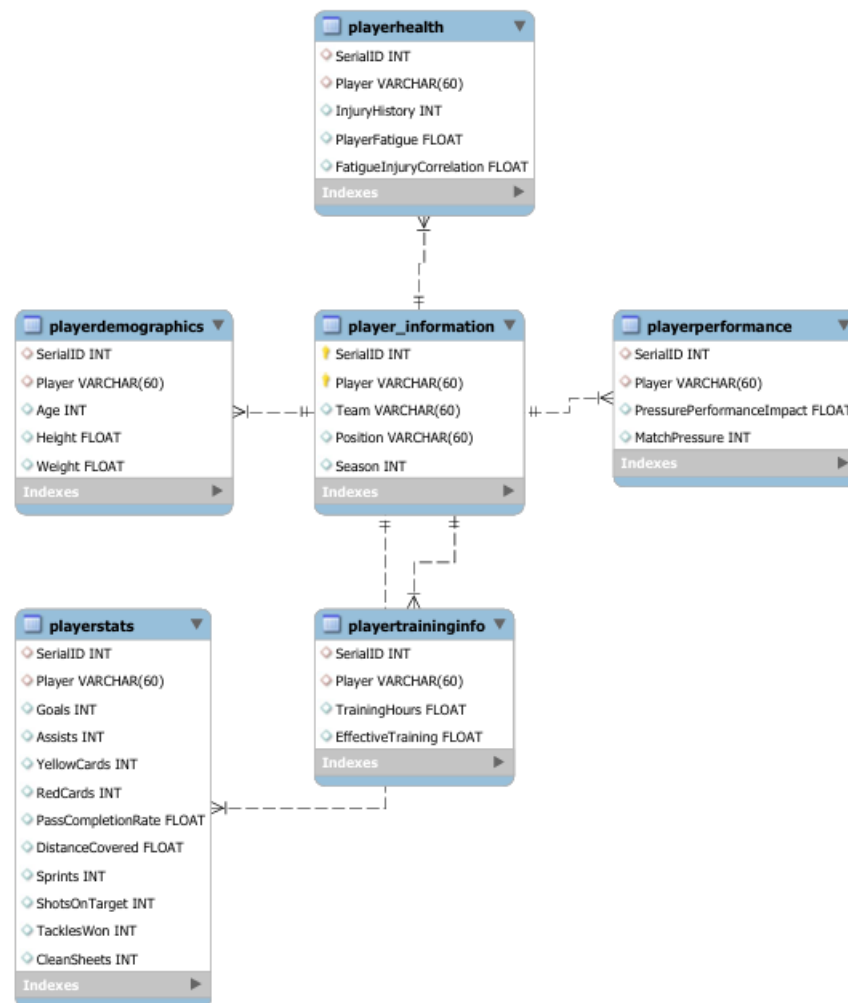 playerhealth
SerialID INT
Player VARCHAR(60)
InjuryHistory INT
PlayerFatigue FLOAT
FatigueInjuryCorrelation FLOAT
Indexes
playerdemographics
SerialID INT
Player VARCHAR(60)
Age INT
Height FLOAT
Weight FLOAT
Indexes
player_information
SerialID INT
Player VARCHAR(60)
Team VARCHAR(60)
Position VARCHAR(60)
Season INT
Indexes
playerperformance
SerialID INT
Player VARCHAR(60)
PressurePerformanceImpact FLOAT
MatchPressure INT
Indexes
playerstats
SerialID INT
Player VARCHAR(60)
Goals INT
Assists INT
YellowCards INT
RedCards INT
PassCompletionRate FLOAT
DistanceCovered FLOAT
Sprints INT
ShotsOnTarget INT
TacklesWon INT
CleanSheets INT
Indexes
playertraininginfo
SerialID INT
Player VARCHAR(60)
TrainingHours FLOAT
EffectiveTraining FLOAT
Indexes